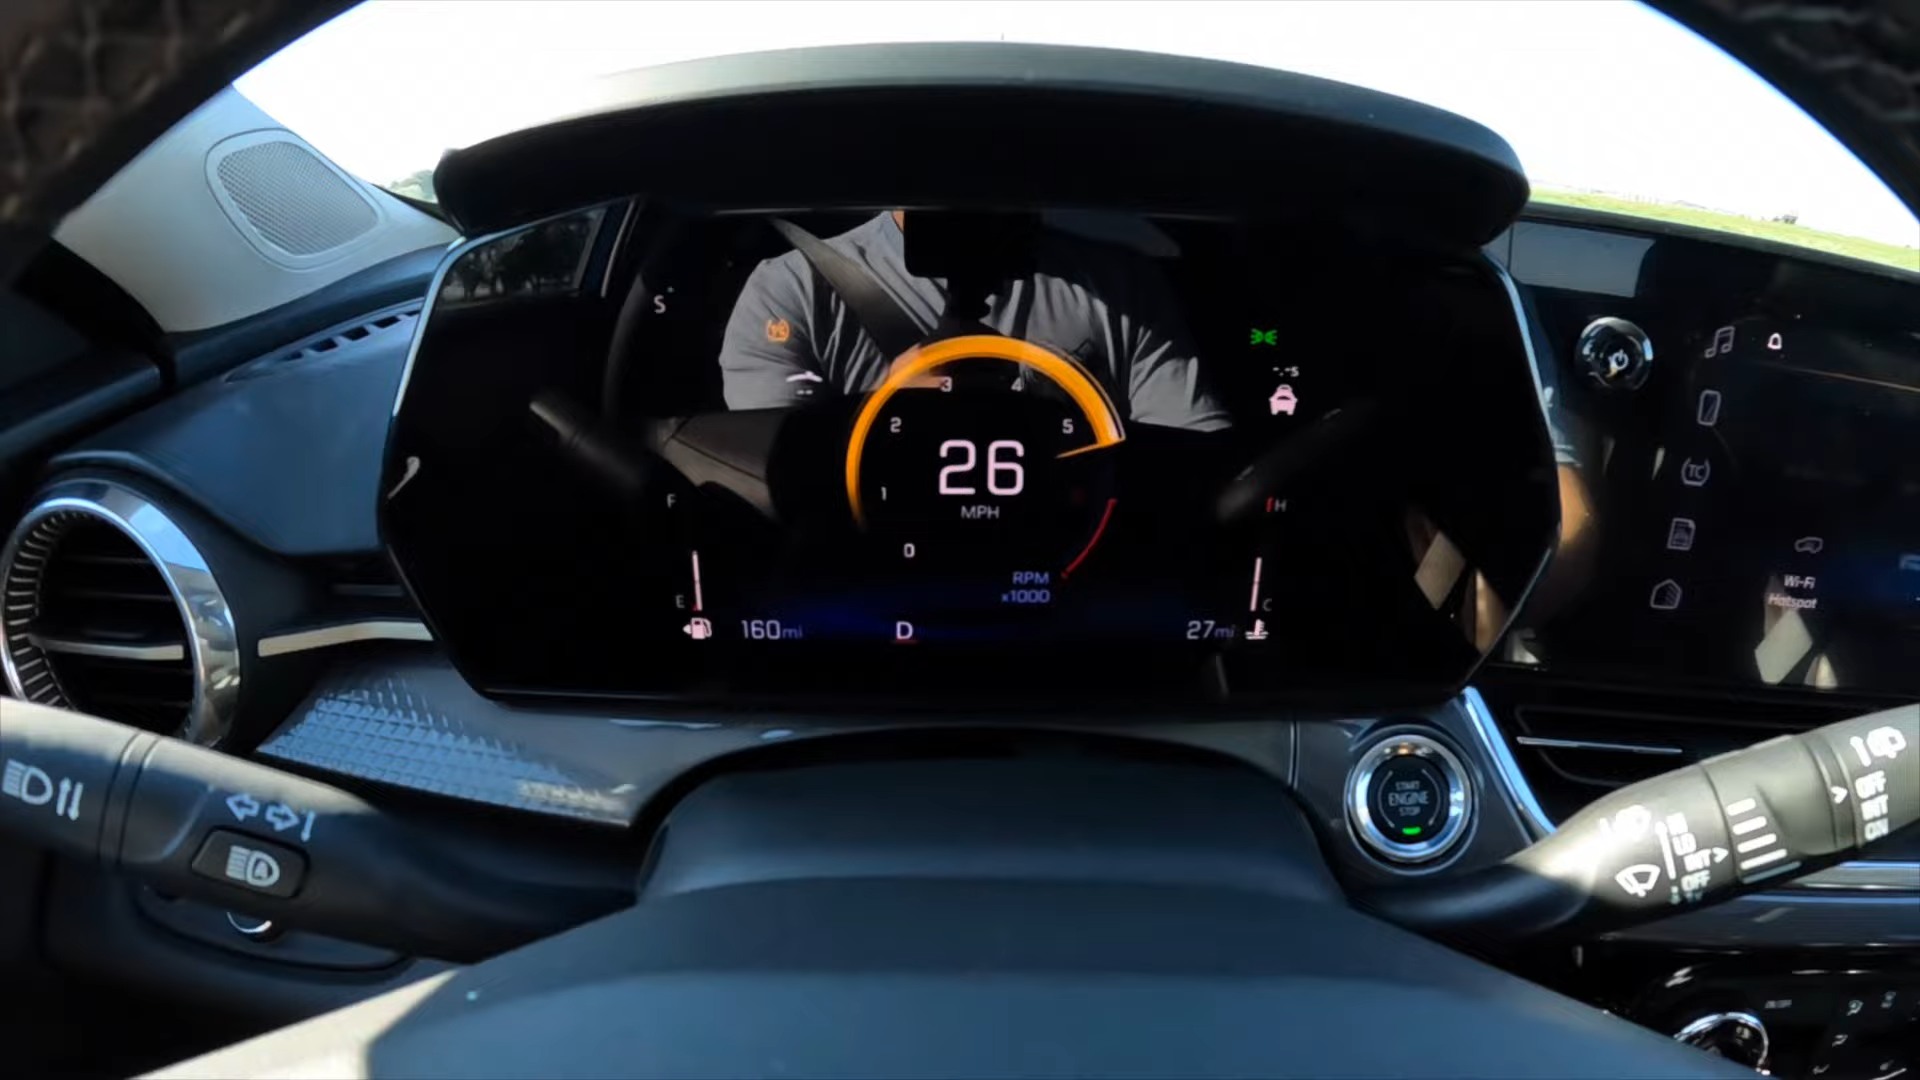 S
3 4
2 5
26
MPH
1
0
RPM
x1000
F
E
H
C
-.-s
160mi
D
27mi
TC
Wi-Fi
Hotspot
START
ENGINE
STOP
A
OFF
INT
ON
HI
LO
INT
OFF